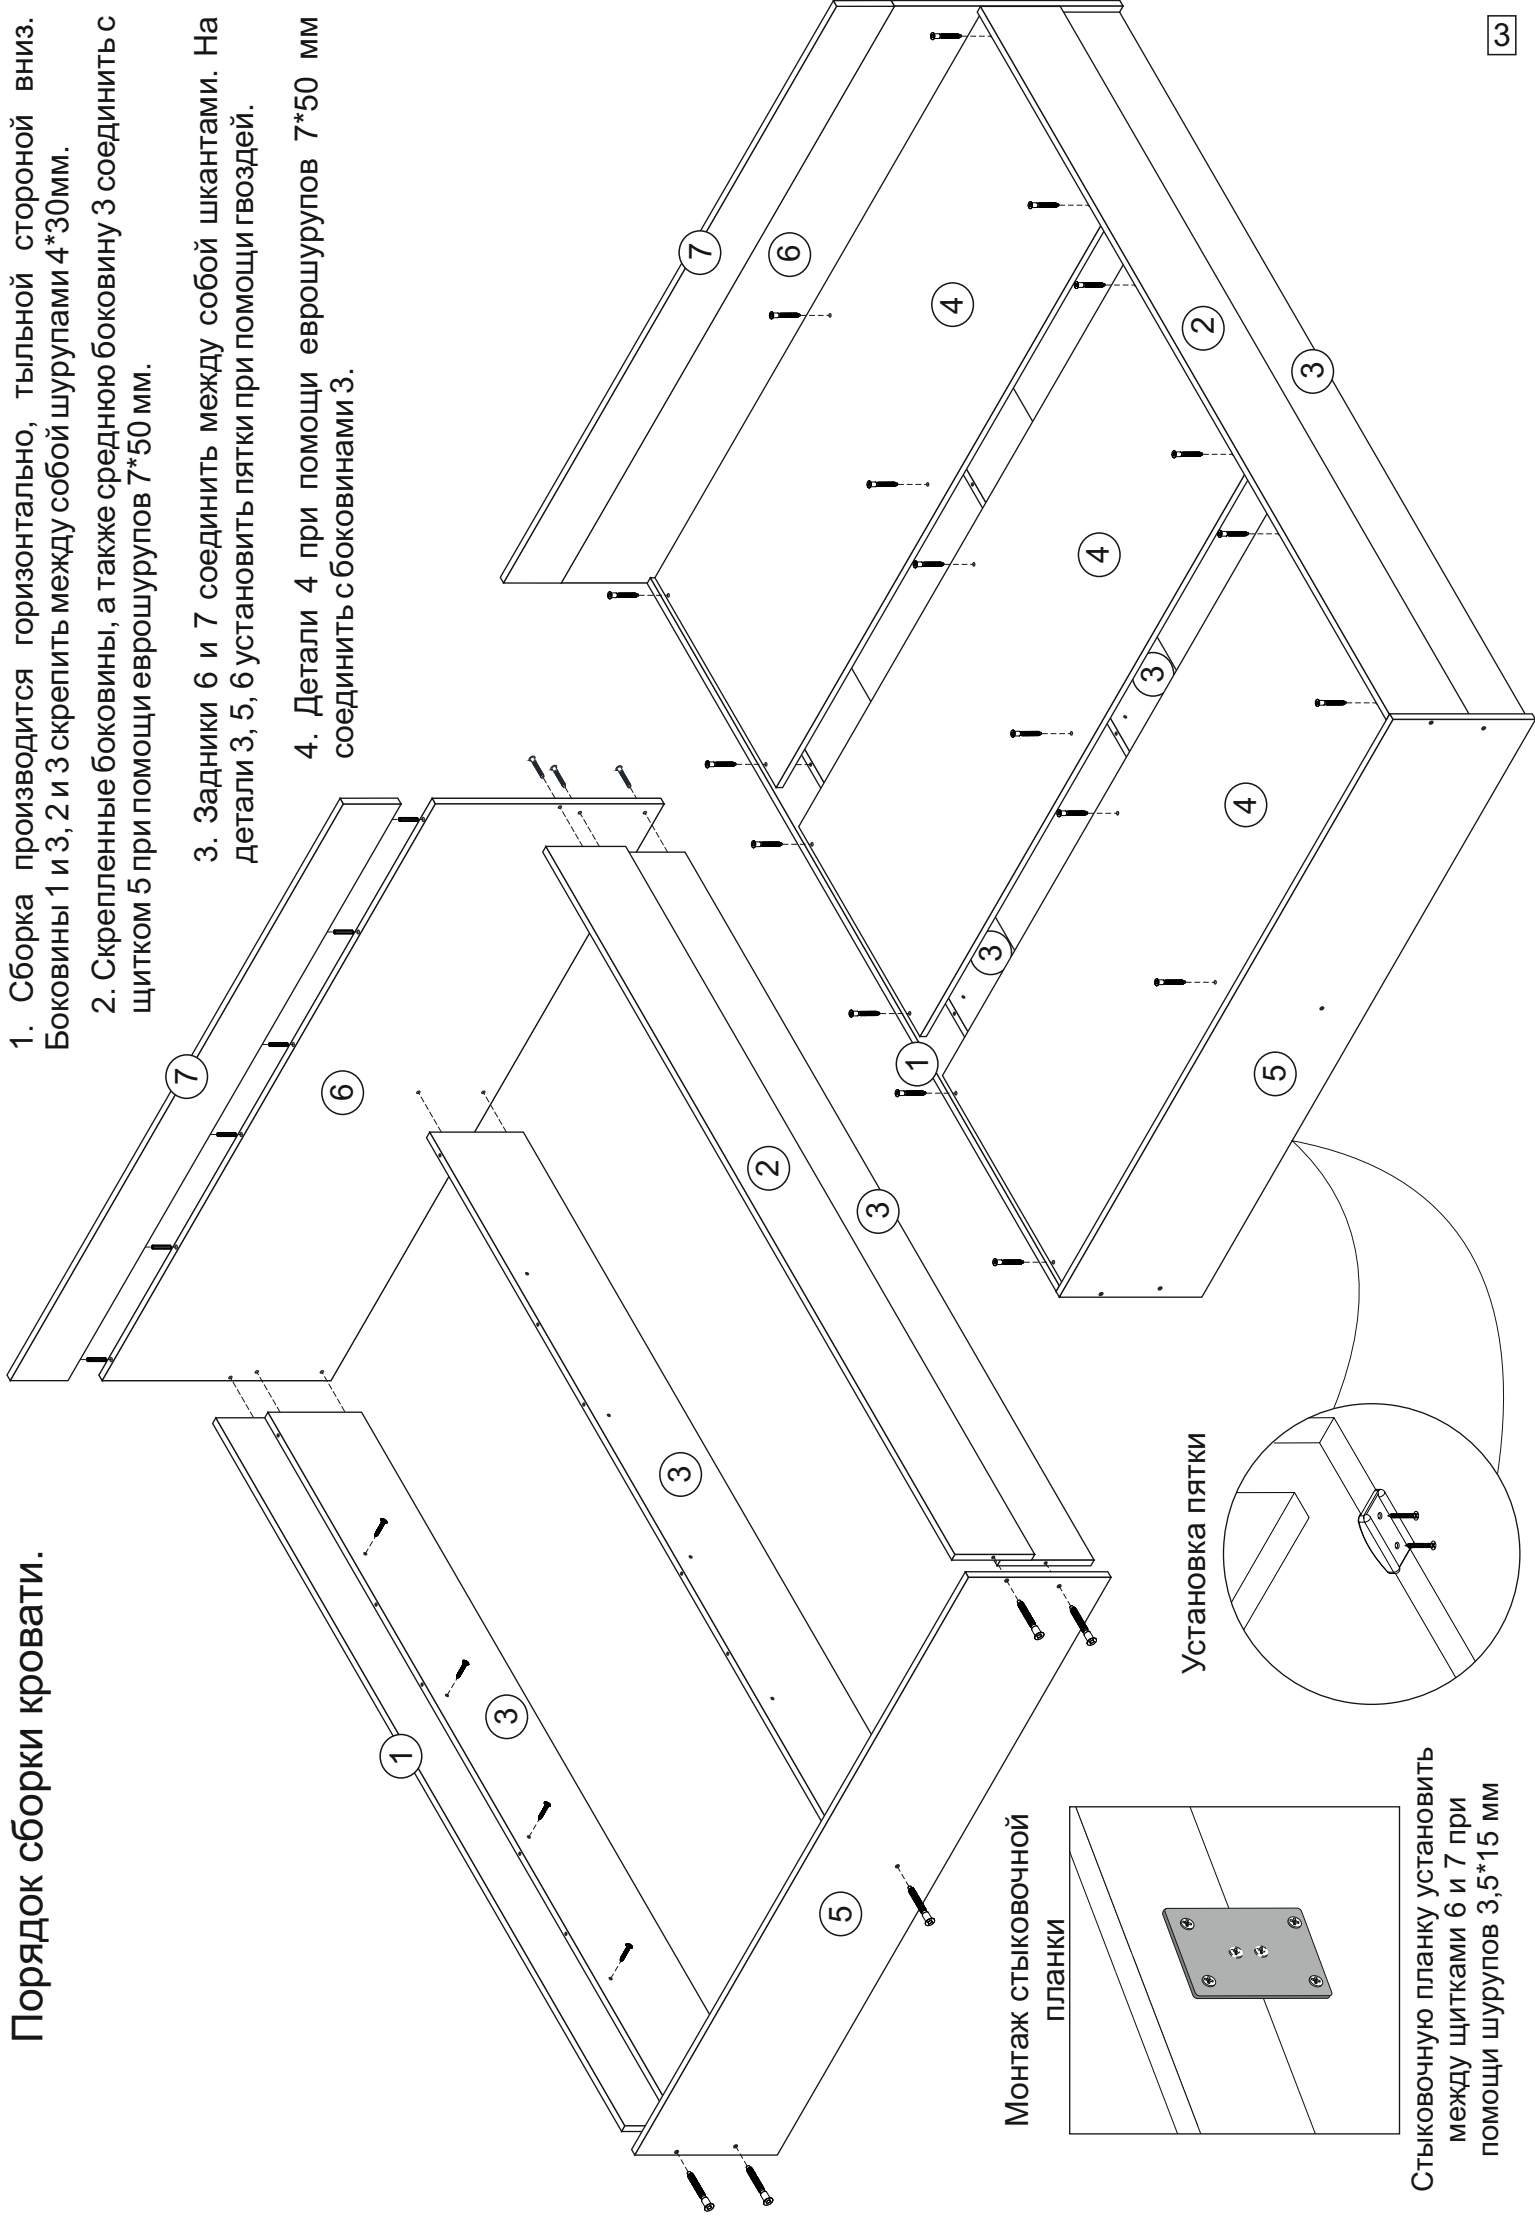 Порядок сборки кровати.
1. Сборка производится горизонтально, тыльной стороной вниз.
Боковины 1 и 3, 2 и 3 скрепить между собой шурупами 4*30мм.
2. Скрепленные боковины, а также среднюю боковину 3 соединить с
щитком 5 при помощи еврошурупов 7*50 мм.
3. Задники 6 и 7 соединить между собой шкантами. На
детали 3, 5, 6 установить пятки при помощи гвоздей.
4. Детали 4 при помощи еврошурупов 7*50 мм
соединить с боковинами 3.
7
6
1
3
3
2
3
5
7
6
4
4
4
2
3
3
3
1
5
Монтаж стыковочной
планки
Стыковочную планку установить
между щитками 6 и 7 при
помощи шурупов 3,5*15 мм
Установка пятки
3